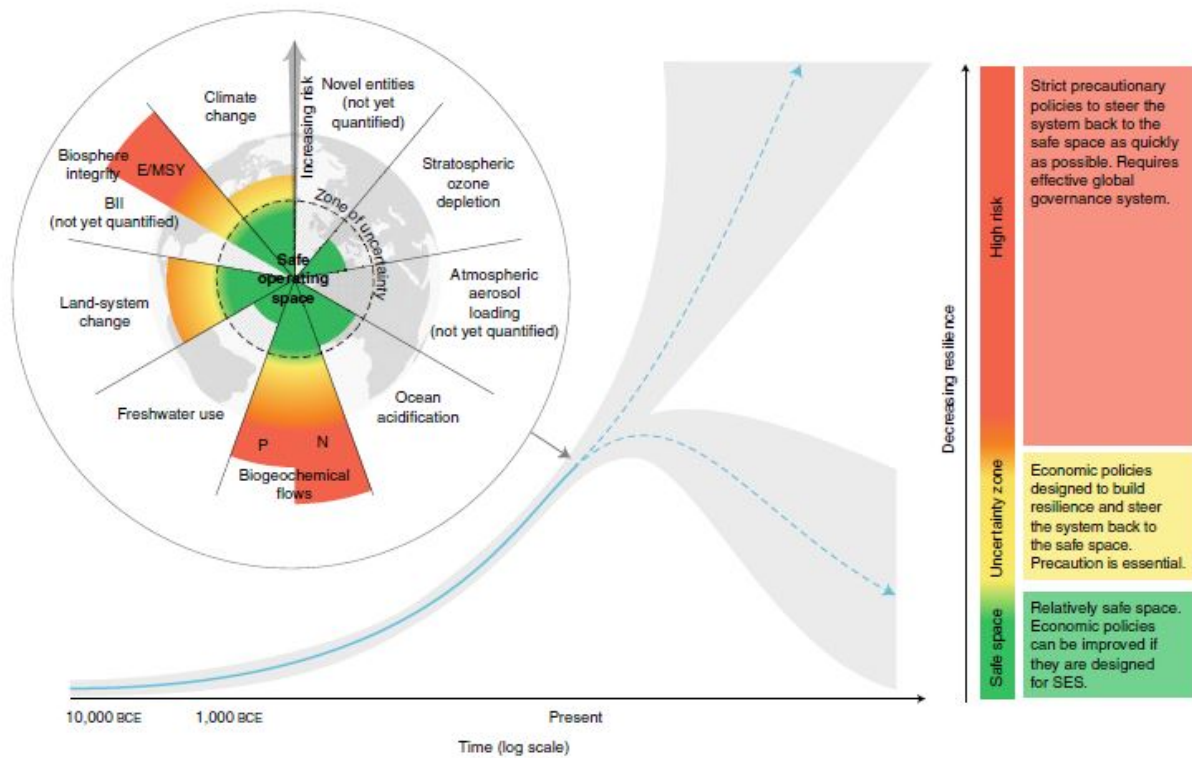 Climate
change
Increasing risk
Novel entities
(not yet
quantified)
Biosphere
integrity
E/MSY
BII
(not yet quantified)
Stratospheric
ozone
depletion
Zone of uncertainty
Safe
operating
space
Land-system
change
Atmospheric
aerosol
loading
(not yet quantified)
Freshwater use
Ocean
acidification
P
N
Biogeochemical
flows
10,000 BCE
1,000 BCE
Present
Time (log scale)
Decreasing resilience
High risk
Strict precautionary
policies to steer the
system back to the
safe space as quickly
as possible. Requires
effective global
governance system.
Uncertainty zone
Economic policies
designed to build
resilience and steer
the system back to
the safe space.
Precaution is essential.
Safe space
Relatively safe space.
Economic policies
can be improved if
they are designed
for SES.